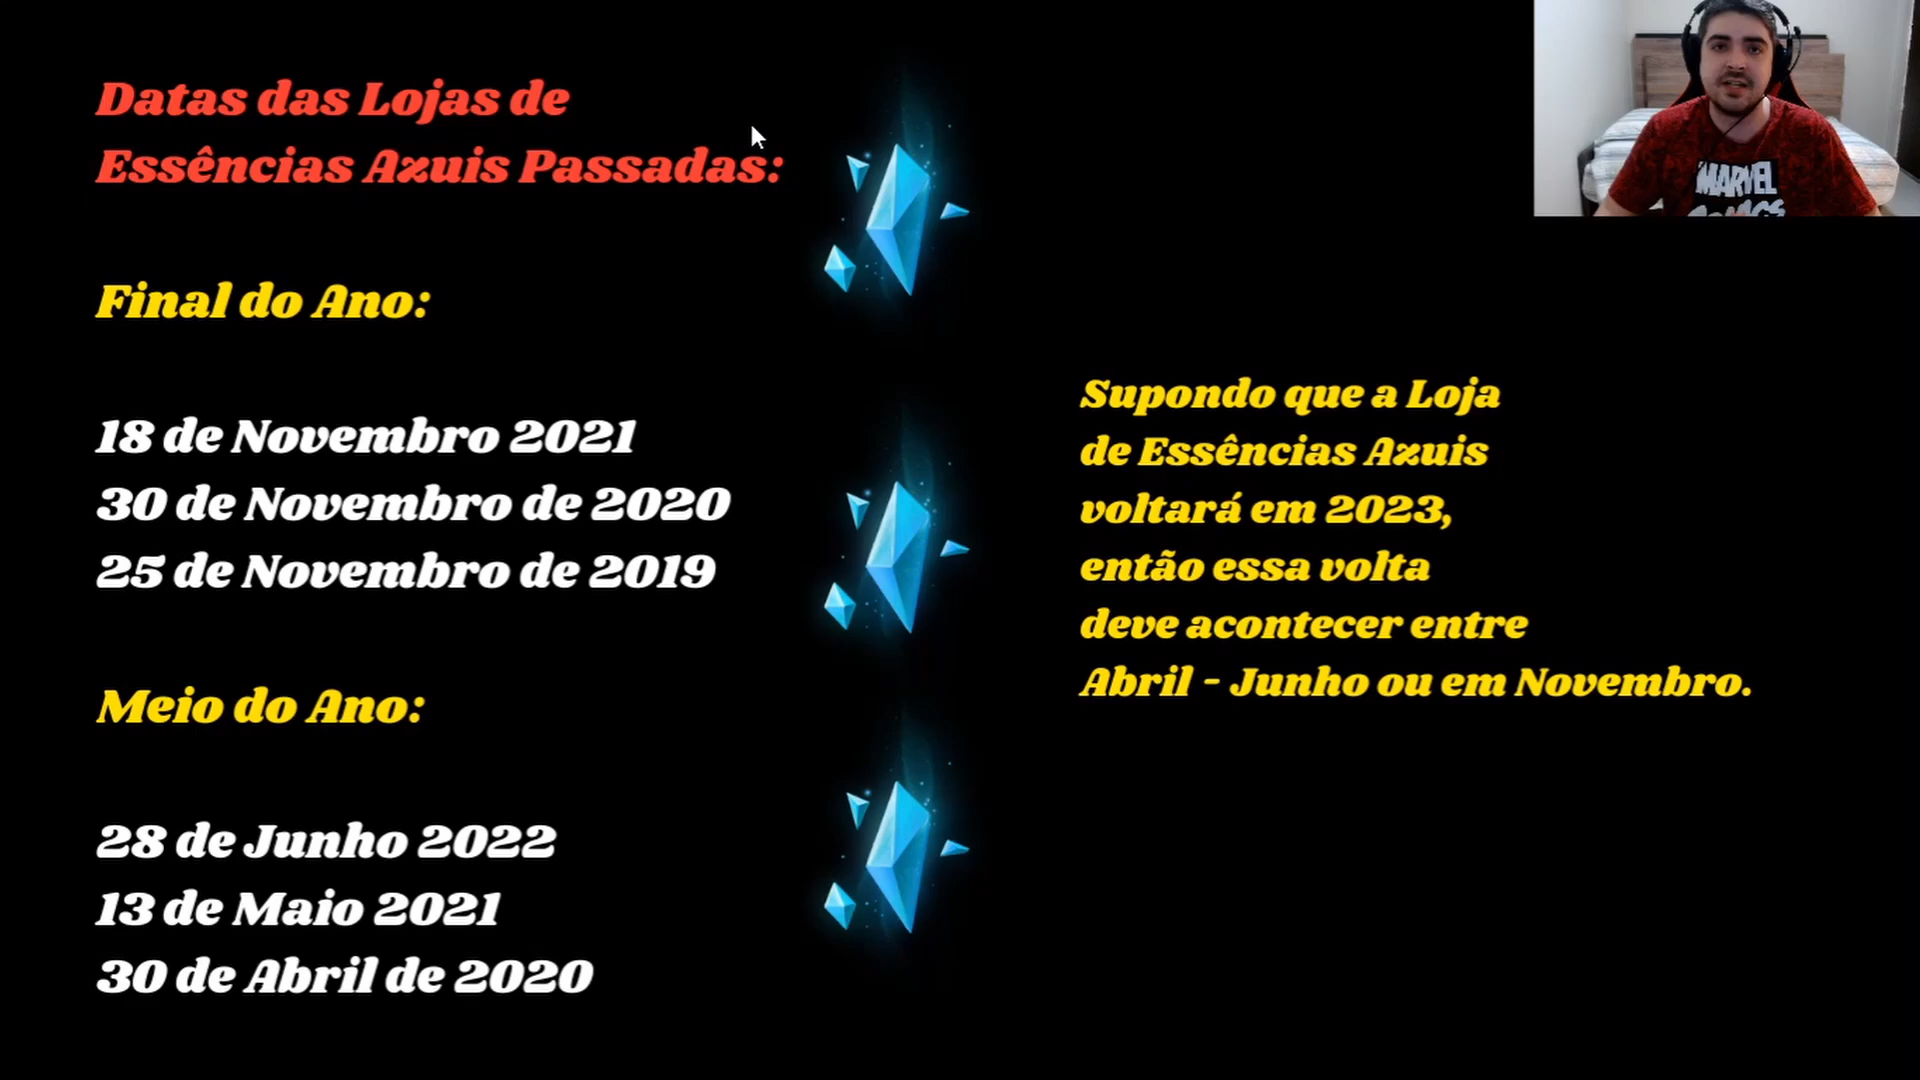 Datas das Lojas de
Essências Azuis Passadas:
Final do Ano:
18 de Novembro 2021
30 de Novembro de 2020
25 de Novembro de 2019
Meio do Ano:
28 de Junho 2022
13 de Maio 2021
30 de Abril de 2020
Supondo que a Loja
de Essências Azuis
voltará em 2023,
então essa volta
deve acontecer entre
Abril - Junho ou em Novembro.
MARVEL
COMICS